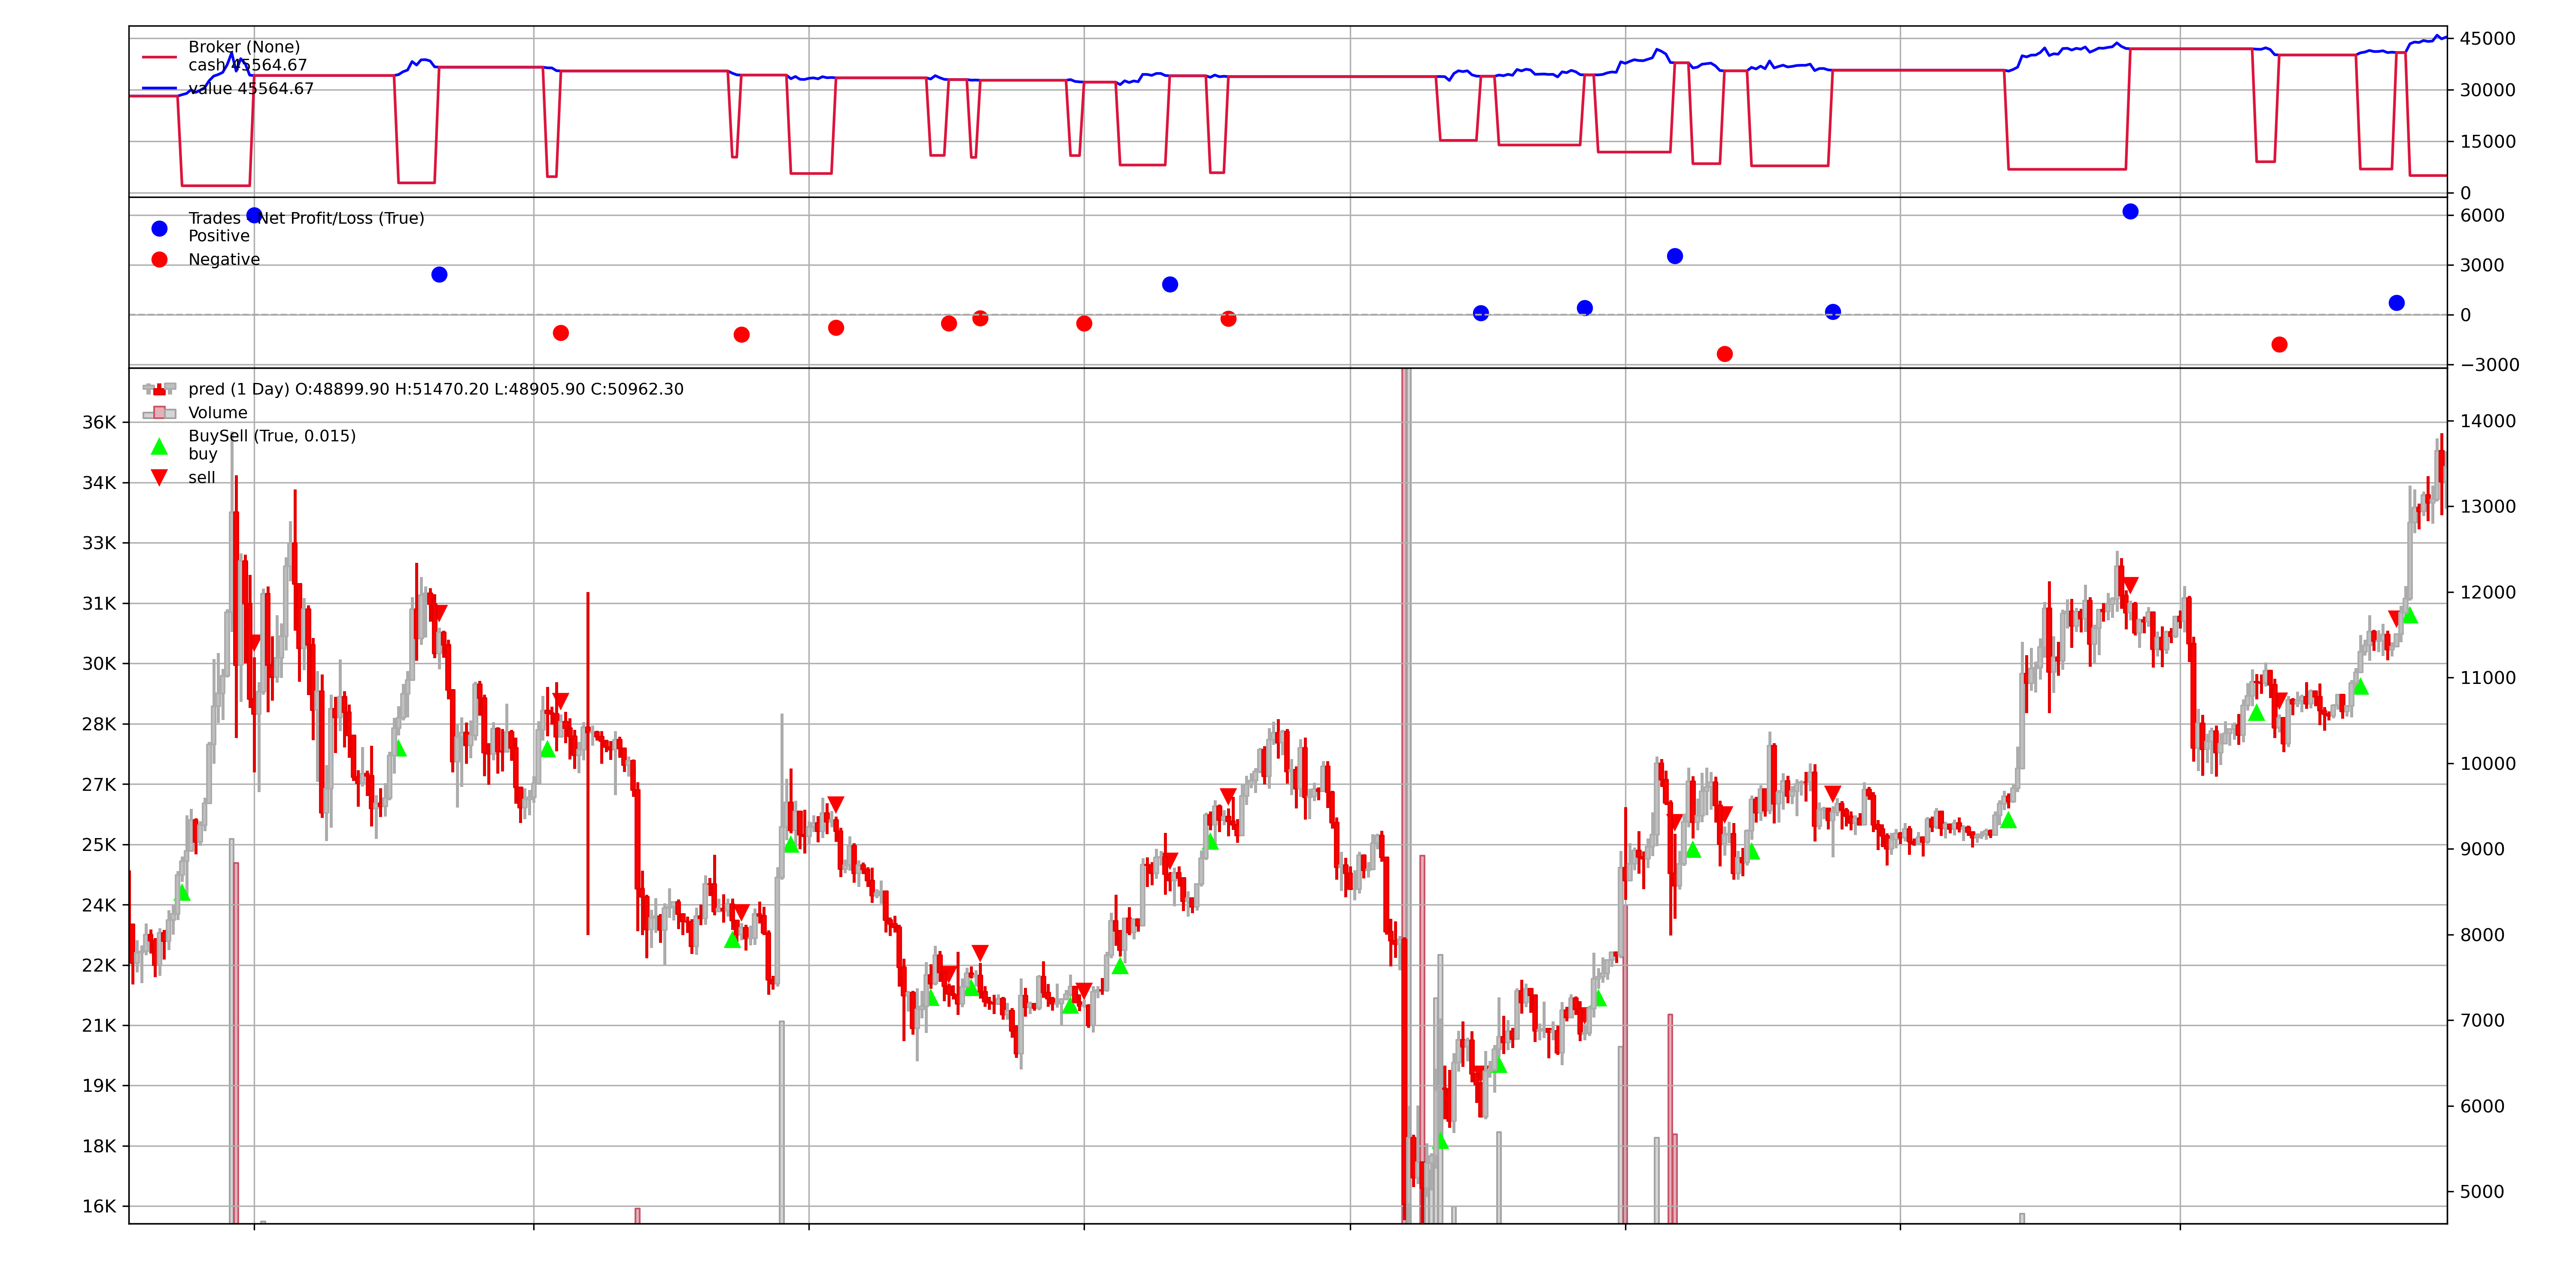 Broker (None)
cash 45564.67
value 45564.67
45000
30000
15000
0
Trades - Net Profit/Loss (True)
Positive
Negative
6000
3000
0
−3000
pred (1 Day) O:48899.90 H:51470.20 L:48905.90 C:50962.30
Volume
BuySell (True, 0.015)
buy
sell
36K
34K
33K
31K
30K
28K
27K
25K
24K
22K
21K
19K
18K
16K
14000
13000
12000
11000
10000
9000
8000
7000
6000
5000